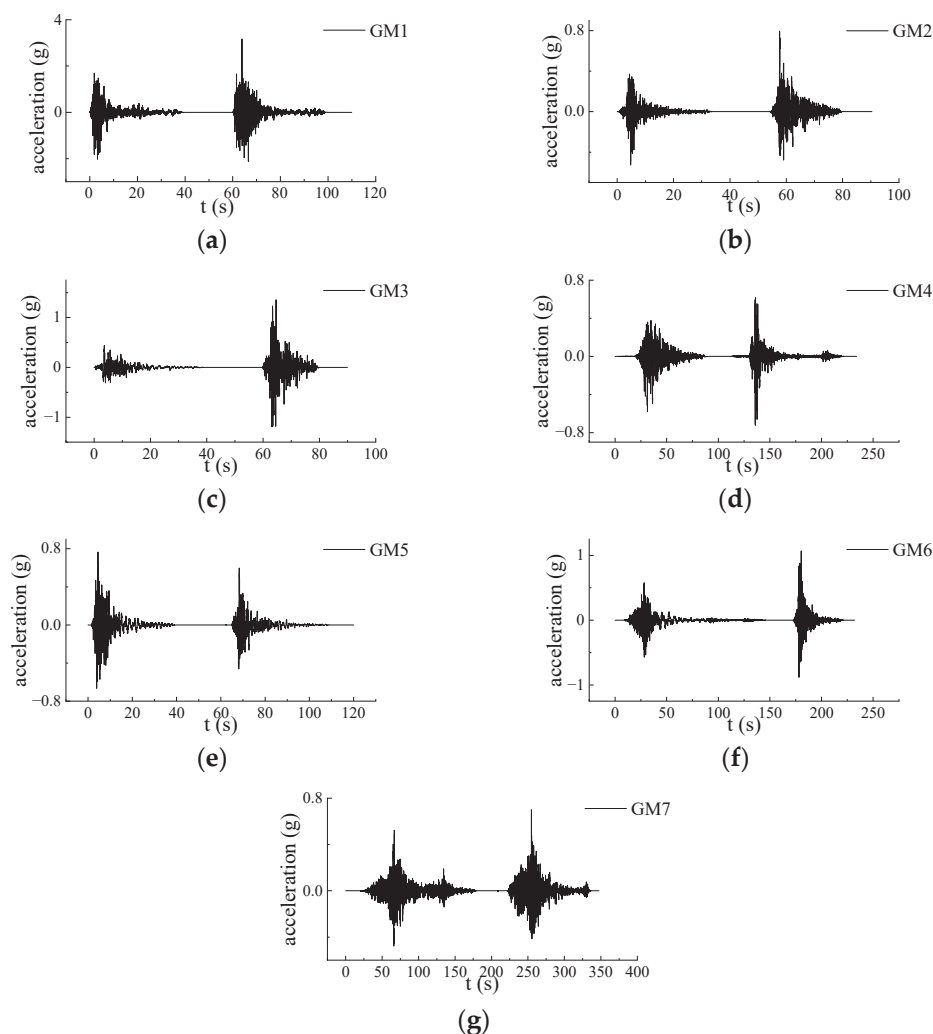 GM1
4
0
acceleration (g)
0 20 40 60 80 100 120
t (s)
(a)
GM2
0.8
0.0
acceleration (g)
0 20 40 60 80 100
t (s)
(b)
GM3
1
0
−1
acceleration (g)
0 20 40 60 80 100
t (s)
(c)
GM4
0.8
0.0
−0.8
acceleration (g)
0 50 100 150 200 250
t (s)
(d)
GM5
0.8
0.0
−0.8
acceleration (g)
0 20 40 60 80 100 120
t (s)
(e)
GM6
1
0
−1
acceleration (g)
0 50 100 150 200 250
t (s)
(f)
GM7
0.8
0.0
acceleration (g)
0 50 100 150 200 250 300 350 400
t (s)
(g)